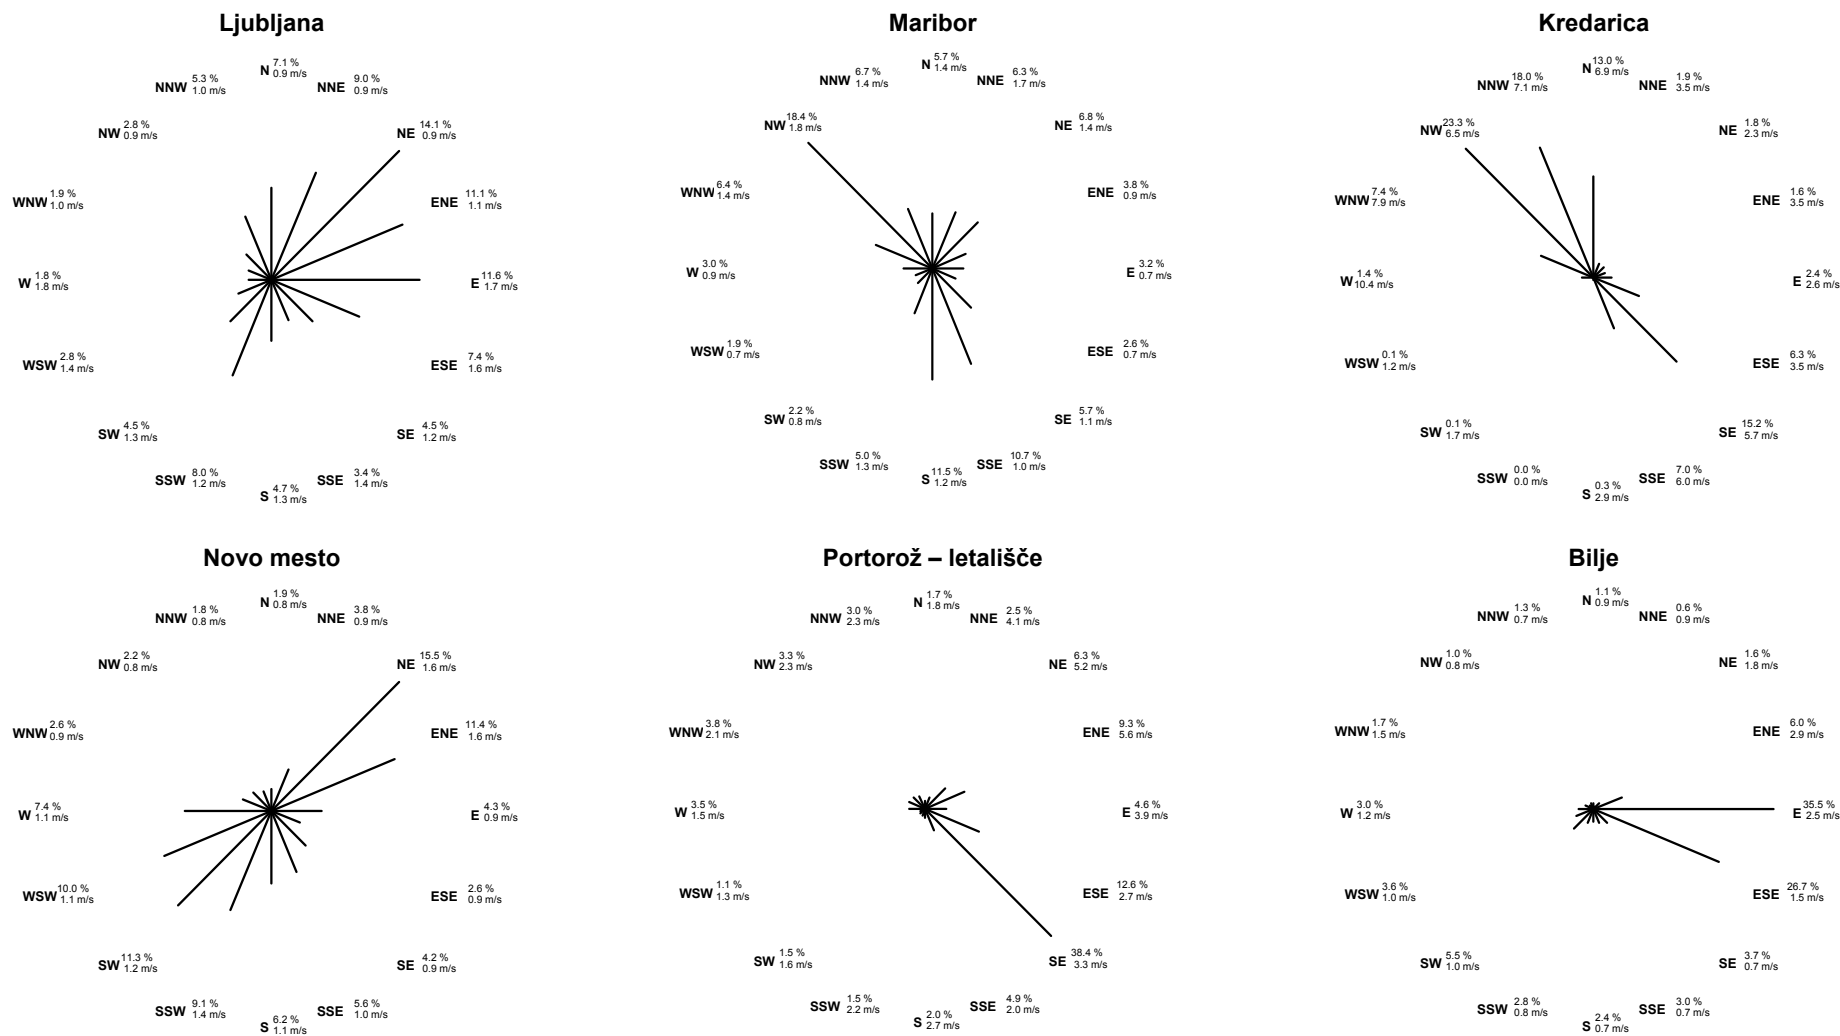 Ljubljana
N 7.1 %
0.9 m/s
NNE 9.0 %
0.9 m/s
NE 14.1 %
0.9 m/s
ENE 11.1 %
1.1 m/s
E 11.6 %
1.7 m/s
ESE 7.4 %
1.6 m/s
SE 4.5 %
1.2 m/s
SSE 3.4 %
1.4 m/s
S 4.7 %
1.3 m/s
SSW 8.0 %
1.2 m/s
SW 4.5 %
1.3 m/s
WSW 2.8 %
1.4 m/s
W 1.8 %
1.8 m/s
WNW 1.9 %
1.0 m/s
NW 2.8 %
0.9 m/s
NNW 5.3 %
1.0 m/s
Maribor
N 5.7 %
1.4 m/s
NNE 6.3 %
1.7 m/s
NE 6.8 %
1.4 m/s
ENE 3.8 %
0.9 m/s
E 3.2 %
0.7 m/s
ESE 2.6 %
0.7 m/s
SE 5.7 %
1.1 m/s
SSE 10.7 %
1.0 m/s
S 11.5 %
1.2 m/s
SSW 5.0 %
1.3 m/s
SW 2.2 %
0.8 m/s
WSW 1.9 %
0.7 m/s
W 3.0 %
0.9 m/s
WNW 6.4 %
1.4 m/s
NW 18.4 %
1.8 m/s
NNW 6.7 %
1.4 m/s
Kredarica
N 13.0 %
6.9 m/s
NNE 1.9 %
3.5 m/s
NE 1.8 %
2.3 m/s
ENE 1.6 %
3.5 m/s
E 2.4 %
2.6 m/s
ESE 6.3 %
3.5 m/s
SE 15.2 %
5.7 m/s
SSE 7.0 %
6.0 m/s
S 0.3 %
2.9 m/s
SSW 0.0 %
0.0 m/s
SW 0.1 %
1.7 m/s
WSW 0.1 %
1.2 m/s
W 1.4 %
10.4 m/s
WNW 7.4 %
7.9 m/s
NW 23.3 %
6.5 m/s
NNW 18.0 %
7.1 m/s
Novo mesto
N 1.9 %
0.8 m/s
NNE 3.8 %
0.9 m/s
NE 15.5 %
1.6 m/s
ENE 11.4 %
1.6 m/s
E 4.3 %
0.9 m/s
ESE 2.6 %
0.9 m/s
SE 4.2 %
0.9 m/s
SSE 5.6 %
1.0 m/s
S 6.2 %
1.1 m/s
SSW 9.1 %
1.4 m/s
SW 11.3 %
1.2 m/s
WSW 10.0 %
1.1 m/s
W 7.4 %
1.1 m/s
WNW 2.6 %
0.9 m/s
NW 2.2 %
0.8 m/s
NNW 1.8 %
0.8 m/s
Portorož – letališče
N 1.7 %
1.8 m/s
NNE 2.5 %
4.1 m/s
NE 6.3 %
5.2 m/s
ENE 9.3 %
5.6 m/s
E 4.6 %
3.9 m/s
ESE 12.6 %
2.7 m/s
SE 38.4 %
3.3 m/s
SSE 4.9 %
2.0 m/s
S 2.0 %
2.7 m/s
SSW 1.5 %
2.2 m/s
SW 1.5 %
1.6 m/s
WSW 1.1 %
1.3 m/s
W 3.5 %
1.5 m/s
WNW 3.8 %
2.1 m/s
NW 3.3 %
2.3 m/s
NNW 3.0 %
2.3 m/s
Bilje
N 1.1 %
0.9 m/s
NNE 0.6 %
0.9 m/s
NE 1.6 %
1.8 m/s
ENE 6.0 %
2.9 m/s
E 35.5 %
2.5 m/s
ESE 26.7 %
1.5 m/s
SE 3.7 %
0.7 m/s
SSE 3.0 %
0.7 m/s
S 2.4 %
0.7 m/s
SSW 2.8 %
0.8 m/s
SW 5.5 %
1.0 m/s
WSW 3.6 %
1.0 m/s
W 3.0 %
1.2 m/s
WNW 1.7 %
1.5 m/s
NW 1.0 %
0.8 m/s
NNW 1.3 %
0.7 m/s